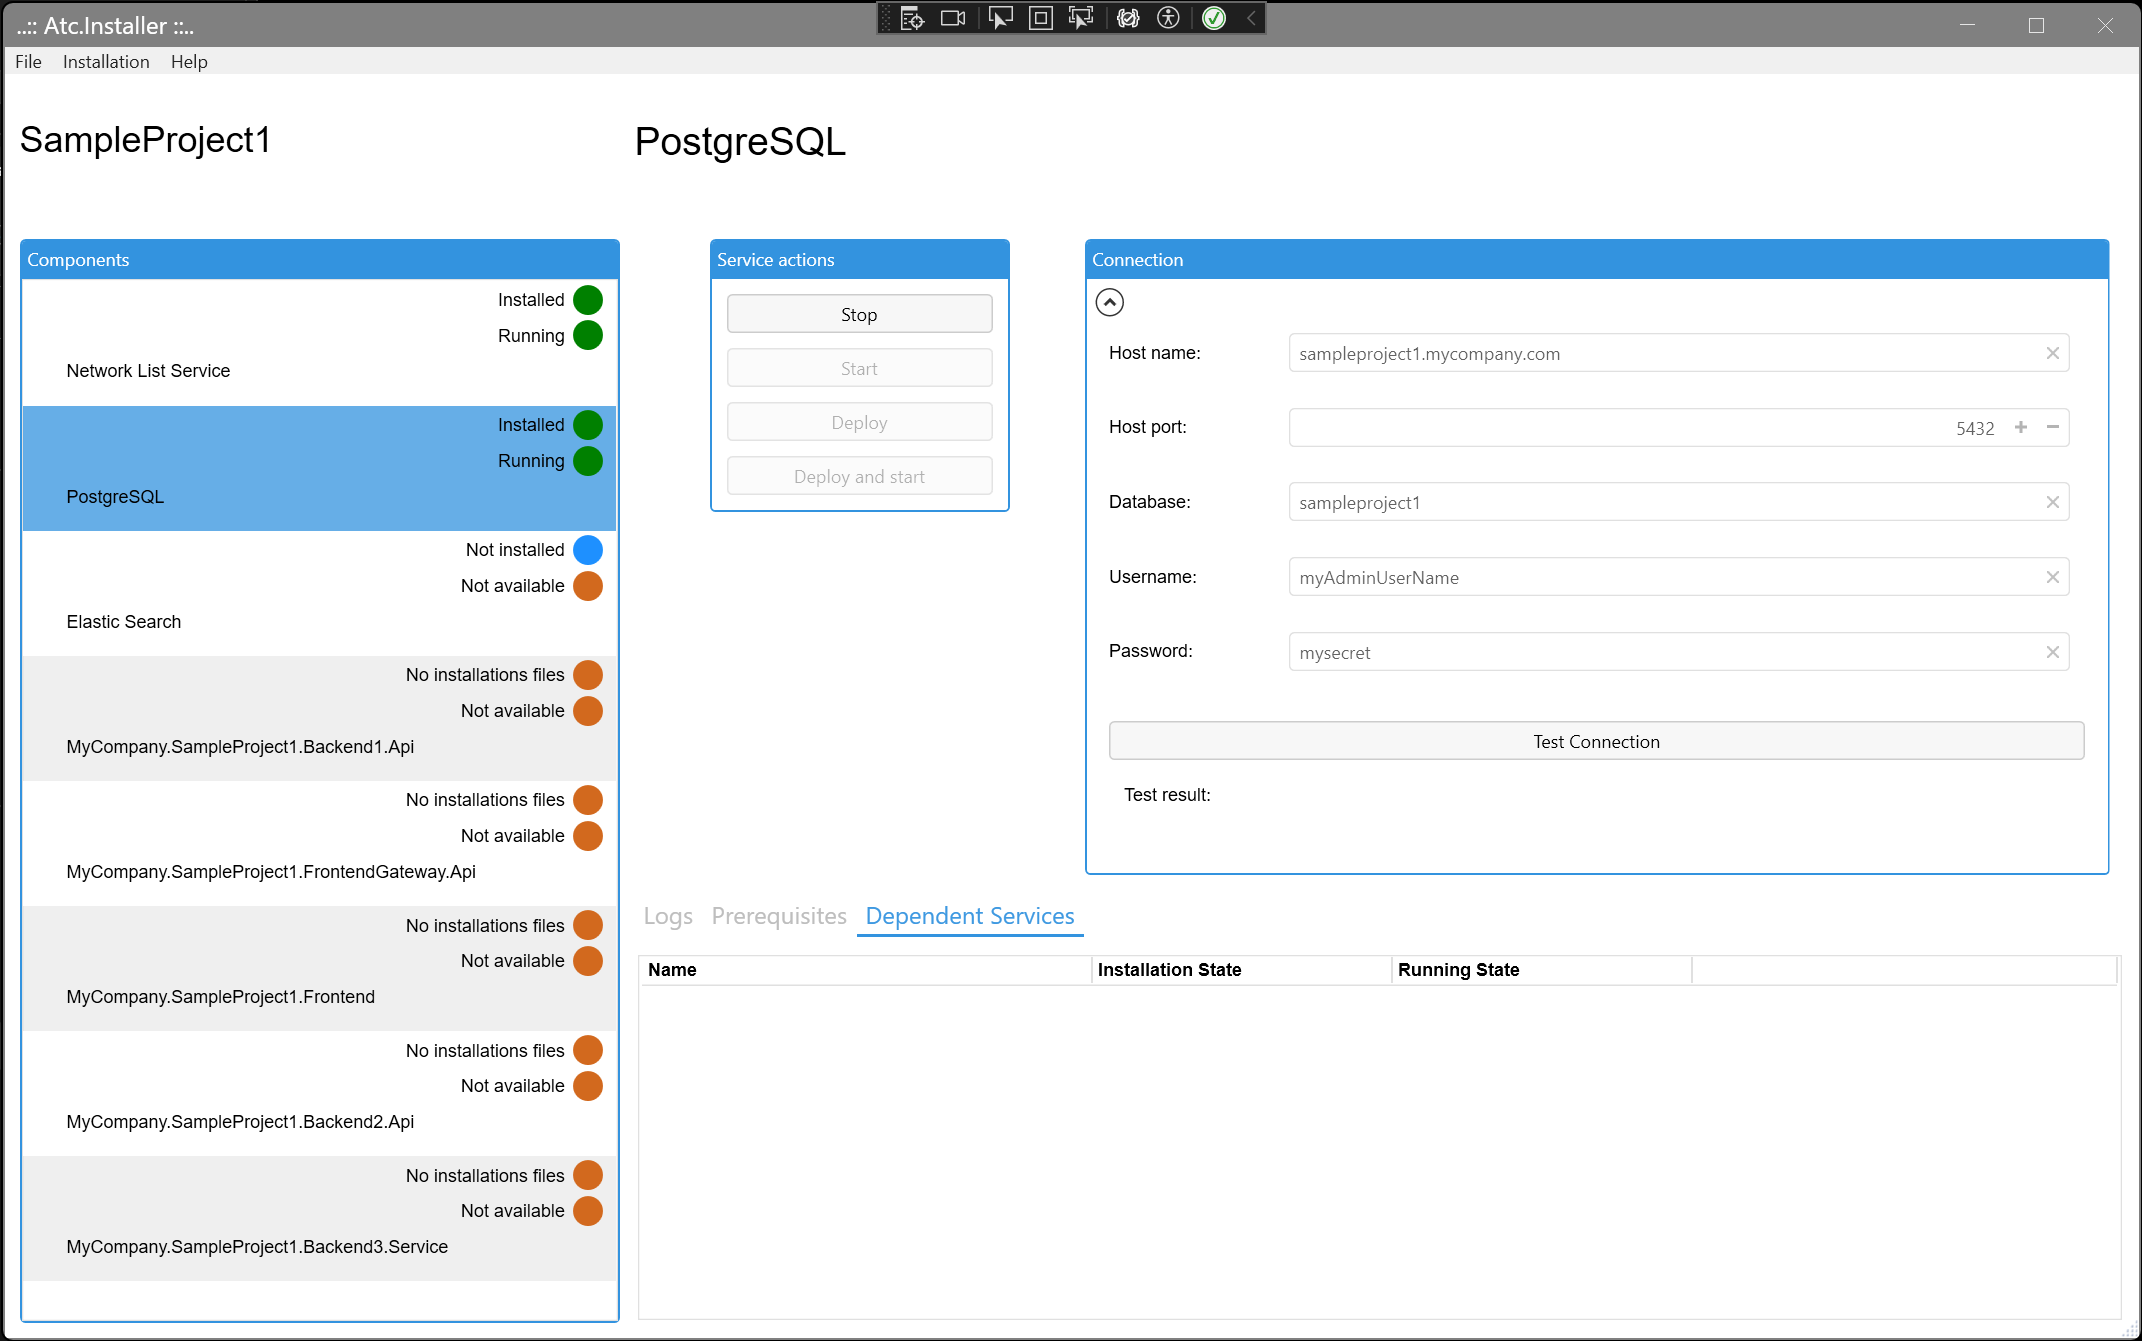 ..:: Atc.Installer ::..
File Installation Help
SampleProject1
PostgreSQL
Components
Installed
Running
Network List Service
Installed
Running
PostgreSQL
Not installed
Not available
Elastic Search
No installations files
Not available
MyCompany.SampleProject1.Backend1.Api
No installations files
Not available
MyCompany.SampleProject1.FrontendGateway.Api
No installations files
Not available
MyCompany.SampleProject1.Frontend
No installations files
Not available
MyCompany.SampleProject1.Backend2.Api
No installations files
Not available
MyCompany.SampleProject1.Backend3.Service
Service actions
Stop
Start
Deploy
Deploy and start
Connection
Host name: sampleproject1.mycompany.com
Host port: 5432
Database: sampleproject1
Username: myAdminUserName
Password: mysecret
Test Connection
Test result:
Logs Prerequisites Dependent Services
Name Installation State Running State